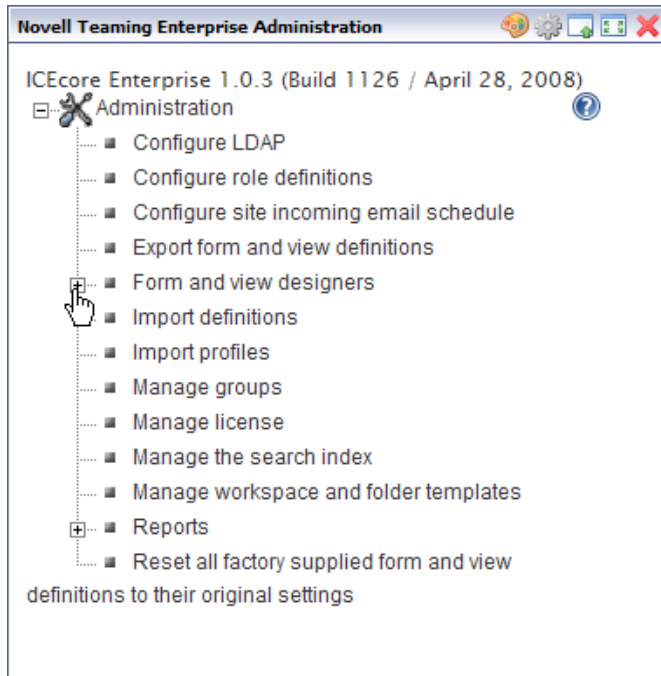 Novell Teaming Enterprise Administration
ICEcore Enterprise 1.0.3 (Build 1126 / April 28, 2008)
Administration
Configure LDAP
Configure role definitions
Configure site incoming email schedule
Export form and view definitions
Form and view designers
Import definitions
Import profiles
Manage groups
Manage license
Manage the search index
Manage workspace and folder templates
Reports
Reset all factory supplied form and view
definitions to their original settings